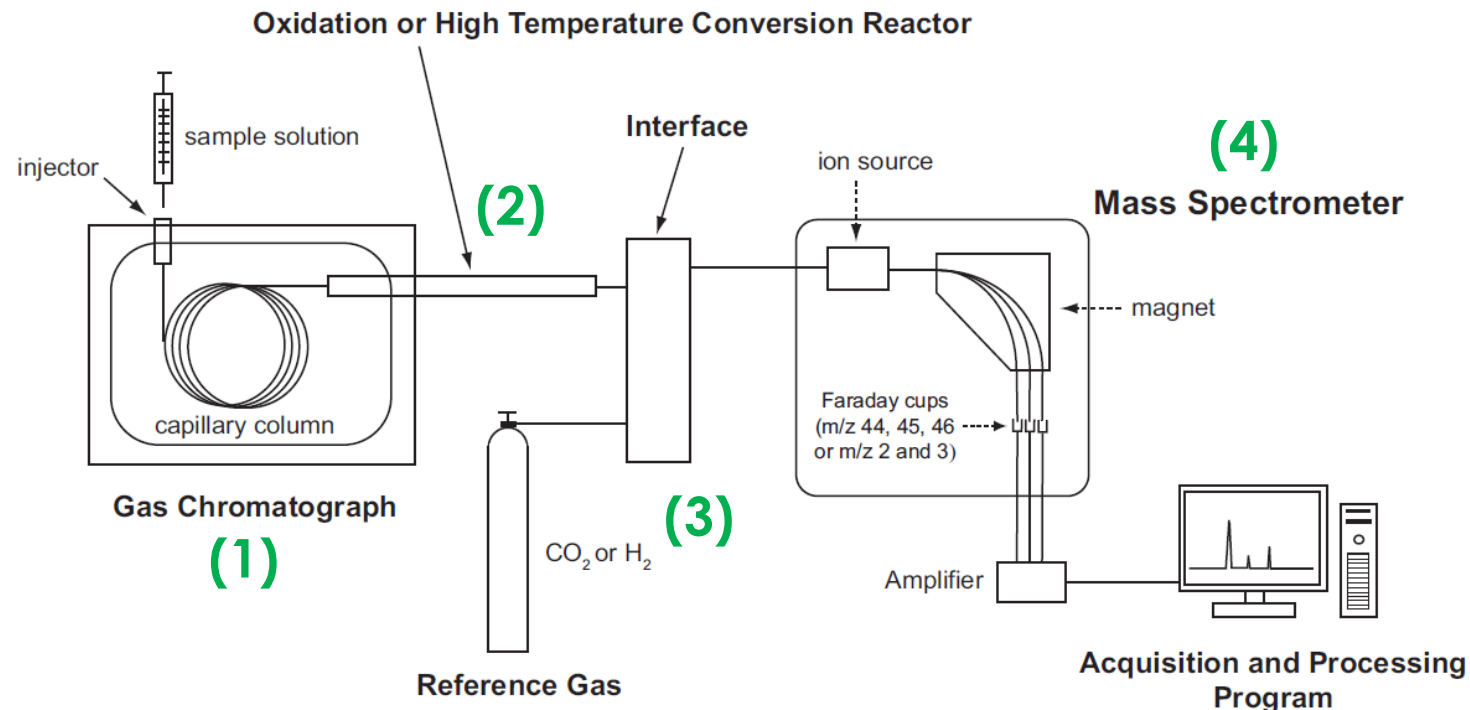 Oxidation or High Temperature Conversion Reactor
sample solution
injector
(2)
Interface
ion source
(4)
Mass Spectrometer
magnet
capillary column
Faraday cups
(m/z 44, 45, 46
or m/z 2 and 3)
Gas Chromatograph
(1)
(3)
CO₂ or H₂
Amplifier
Reference Gas
Acquisition and Processing
Program